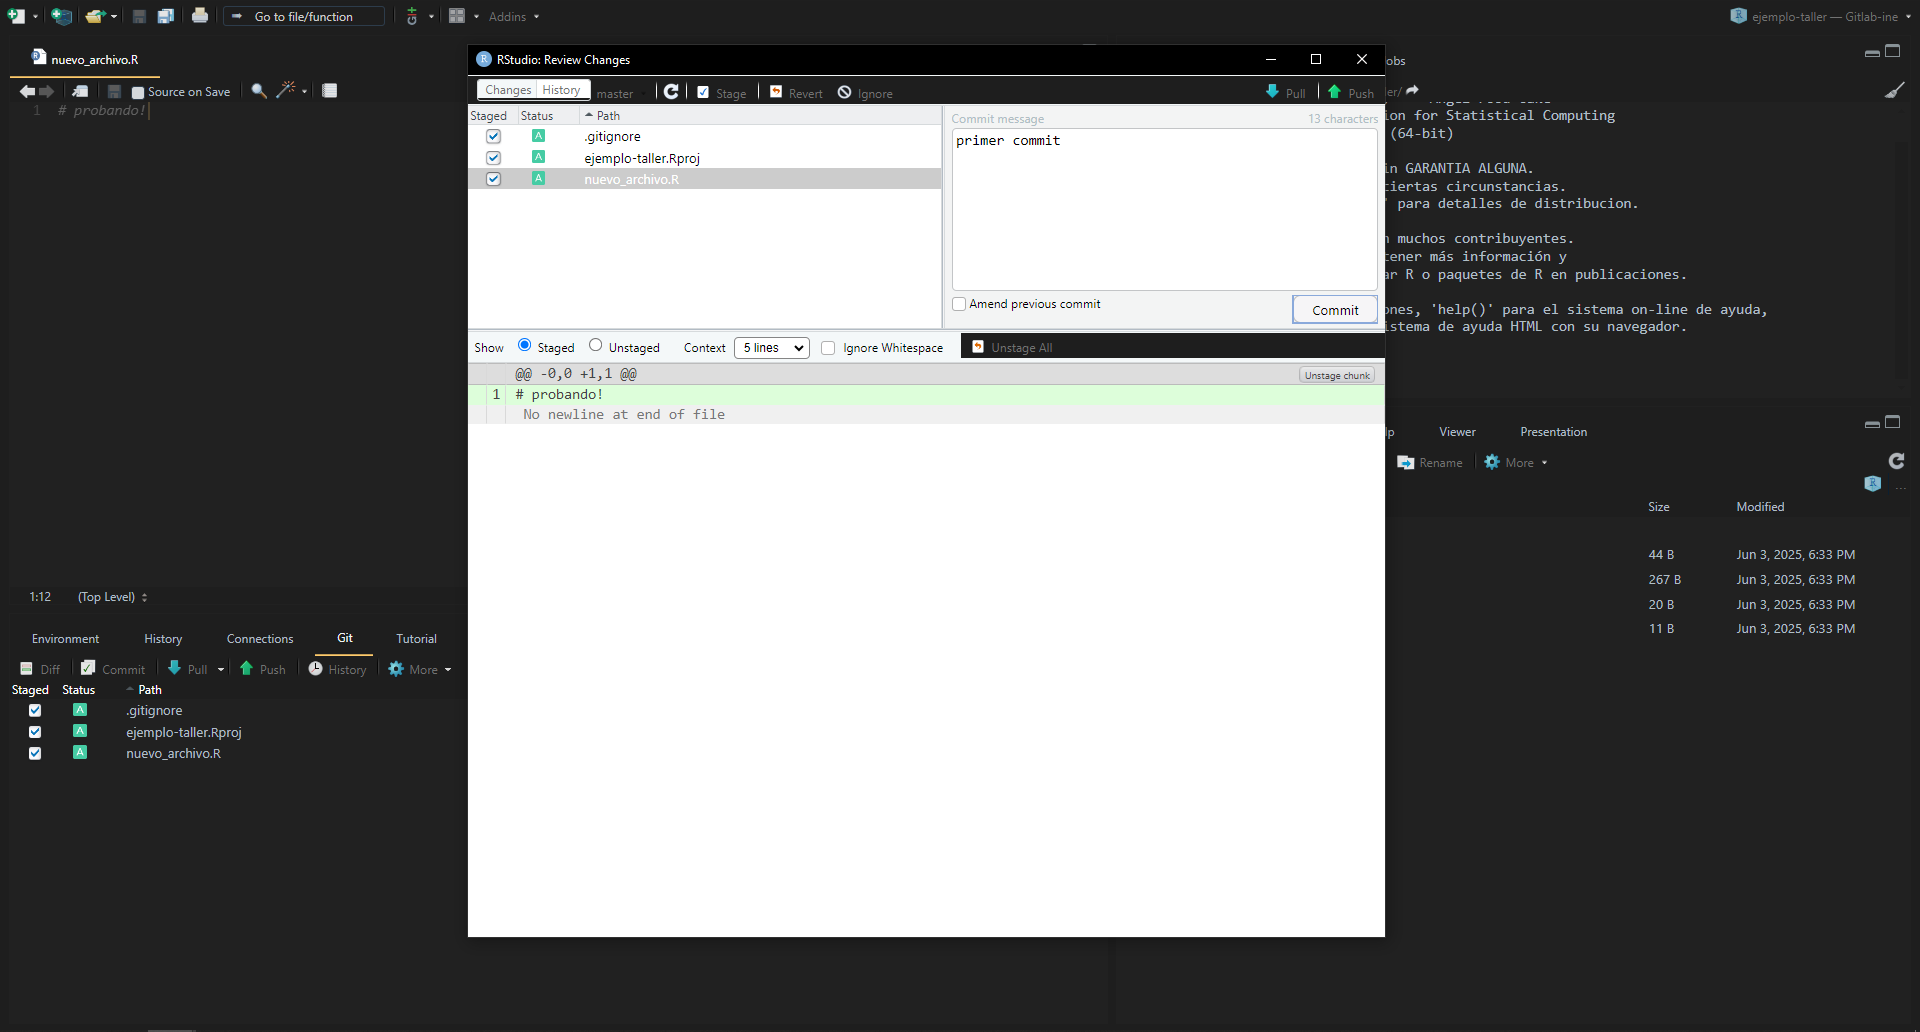 Go to file/function
Addins
ejemplo-taller — Gitlab-ine
nuevo_archivo.R
Source on Save
1 # probando!
1:12 (Top Level)
Environment History Connections Git Tutorial
Diff Commit Pull Push History More
Staged Status Path
A .gitignore
A ejemplo-taller.Rproj
A nuevo_archivo.R
RStudio: Review Changes
Changes History master Stage Revert Ignore Pull Push
Staged Status Path
A .gitignore
A ejemplo-taller.Rproj
A nuevo_archivo.R
Commit message 13 characters
primer commit
Amend previous commit
Commit
Show Staged Unstaged Context 5 lines Ignore Whitespace Unstage All
@@ -0,0 +1,1 @@ Unstage chunk
1 # probando!
No newline at end of file
obs
er/
ion for Statistical Computing
(64-bit)
in GARANTIA ALGUNA.
ciertas circunstancias.
' para detalles de distribucion.
n muchos contribuyentes.
tener más información y
ar R o paquetes de R en publicaciones.
ones, 'help()' para el sistema on-line de ayuda,
istema de ayuda HTML con su navegador.
lp Viewer Presentation
Rename More
Size Modified
44 B Jun 3, 2025, 6:33 PM
267 B Jun 3, 2025, 6:33 PM
20 B Jun 3, 2025, 6:33 PM
11 B Jun 3, 2025, 6:33 PM